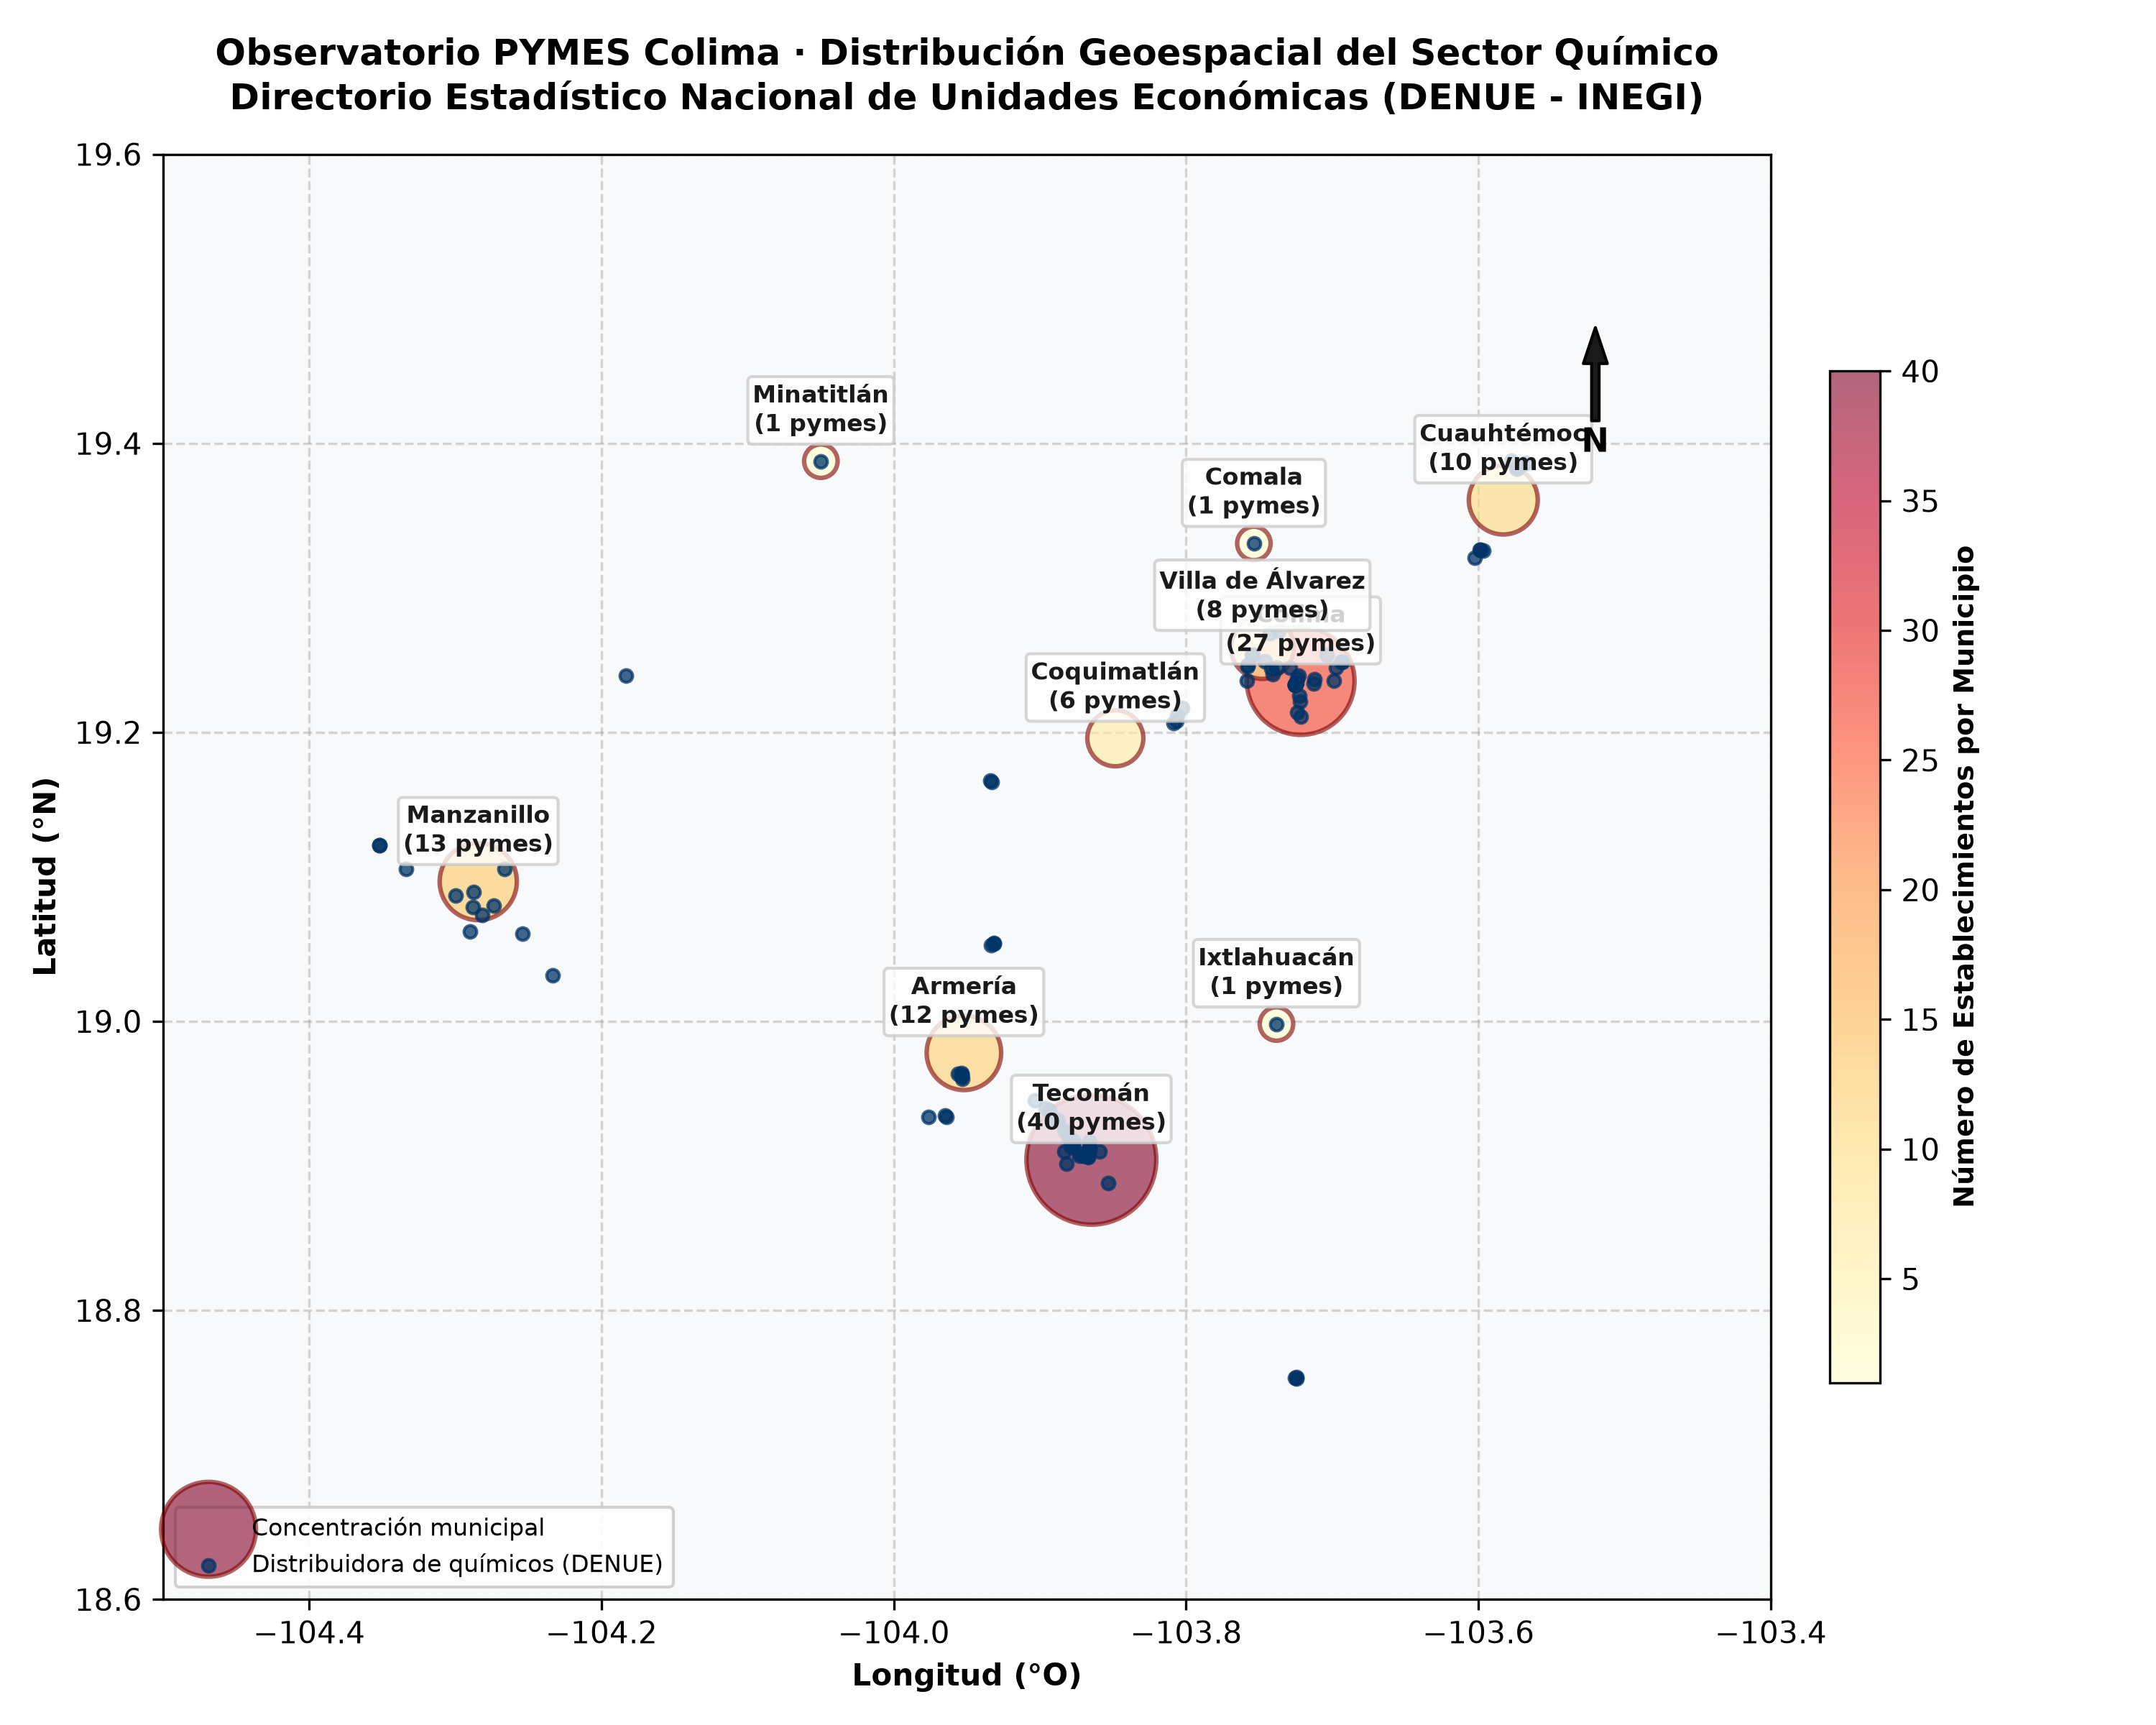 Observatorio PYMES Colima · Distribución Geoespacial del Sector Químico
Directorio Estadístico Nacional de Unidades Económicas (DENUE - INEGI)
19.6
19.4
19.2
19.0
18.8
18.6
Latitud (°N)
Minatitlán
(1 pymes)
N
Cuauhtémoc
(10 pymes)
Comala
(1 pymes)
Villa de Álvarez
(8 pymes)
Colima
(27 pymes)
Coquimatlán
(6 pymes)
Manzanillo
(13 pymes)
Ixtlahuacán
(1 pymes)
Armería
(12 pymes)
Tecomán
(40 pymes)
Concentración municipal
Distribuidora de químicos (DENUE)
−104.4
−104.2
−104.0
−103.8
−103.6
−103.4
Longitud (°O)
40
35
30
25
20
15
10
5
Número de Establecimientos por Municipio